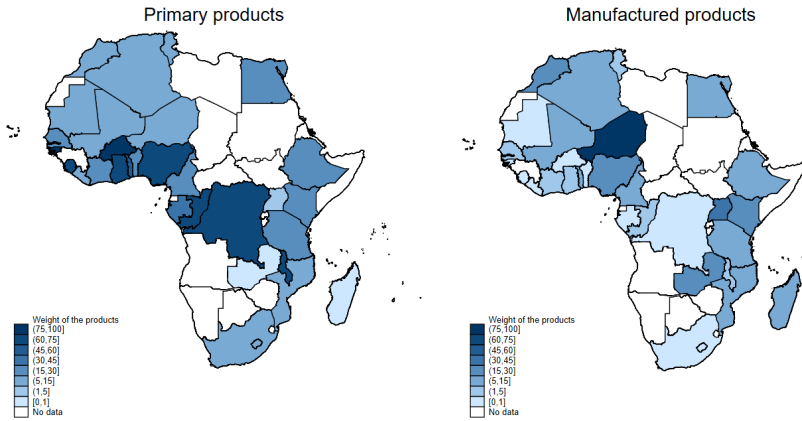 Primary products
Weight of the products
(75,100]
(60,75]
(45,60]
(30,45]
(15,30]
(5,15]
(1,5]
[0,1]
No data
Manufactured products
Weight of the products
(75,100]
(60,75]
(45,60]
(30,45]
(15,30]
(5,15]
(1,5]
[0,1]
No data